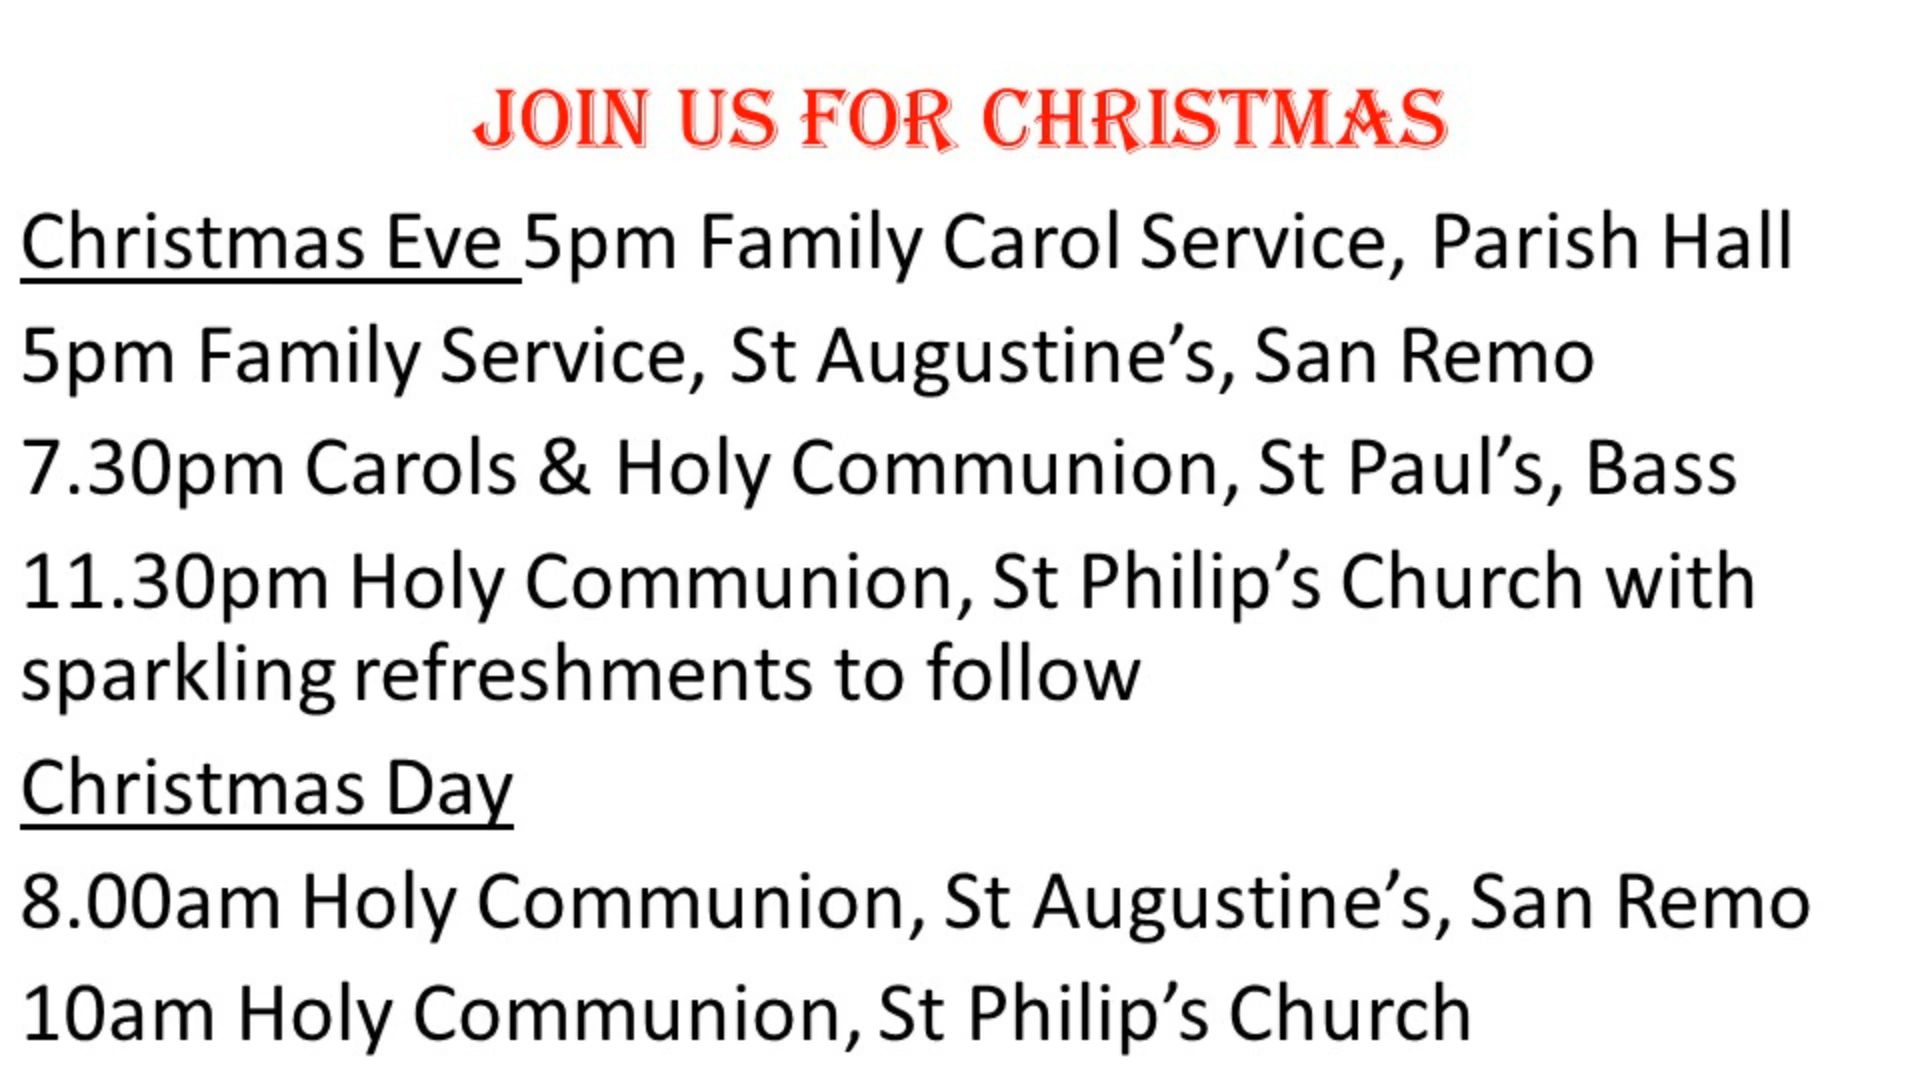 JOIN US FOR CHRISTMAS
Christmas Eve 5pm Family Carol Service, Parish Hall
5pm Family Service, St Augustine’s, San Remo
7.30pm Carols & Holy Communion, St Paul’s, Bass
11.30pm Holy Communion, St Philip’s Church with
sparkling refreshments to follow
Christmas Day
8.00am Holy Communion, St Augustine’s, San Remo
10am Holy Communion, St Philip’s Church